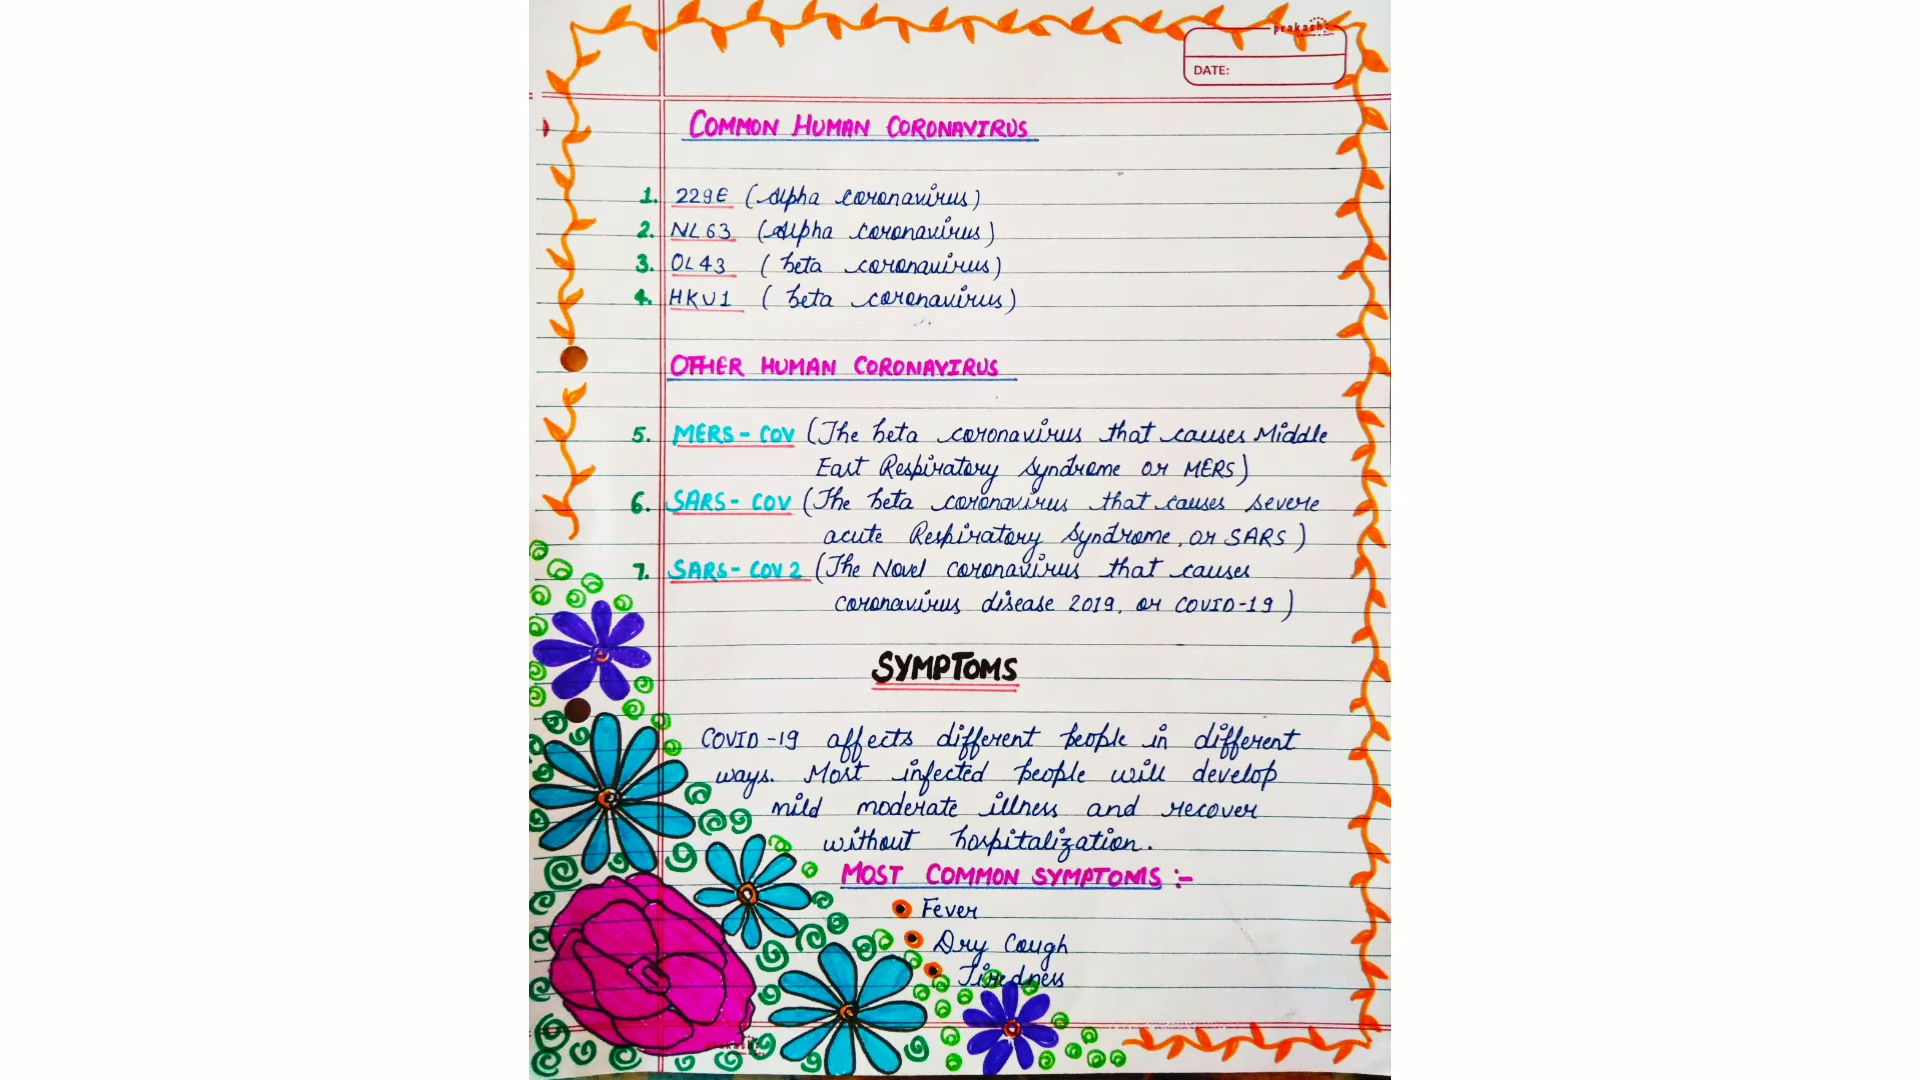 prakash
DATE:
COMMON HUMAN CORONAVIRUS
1. 229E (Alpha coronavirus)
2. NL63 (Alpha coronavirus)
3. OL43 (beta coronavirus)
4. HKU1 (beta coronavirus)
OTHER HUMAN CORONAVIRUS
5. MERS-COV (The beta coronavirus that causes Middle
East Respiratory Syndrome or MERS)
6. SARS-COV (The beta coronavirus that causes severe
acute Respiratory Syndrome, or SARS)
7. SARS-COV2 (The Novel coronavirus that causes
coronavirus disease 2019, or COVID-19)
SYMPTOMS
COVID-19 affects different people in different
ways. Most infected people will develop
mild moderate illness and recover
without hospitalization.
MOST COMMON SYMPTOMS :-
Fever
Dry Cough
Tiredness